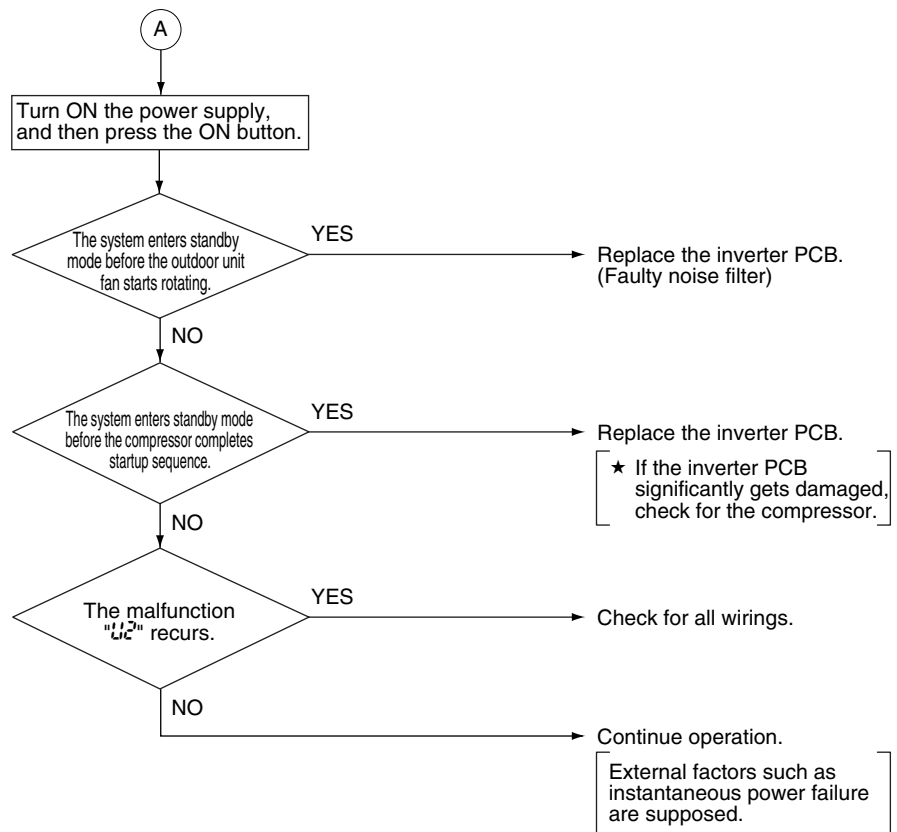 A
Turn ON the power supply,
and then press the ON button.
The system enters standby
mode before the outdoor unit
fan starts rotating.
YES
Replace the inverter PCB.
(Faulty noise filter)
NO
The system enters standby mode
before the compressor completes
startup sequence.
YES
Replace the inverter PCB.
★ If the inverter PCB
significantly gets damaged,
check for the compressor.
NO
The malfunction
"U2" recurs.
YES
Check for all wirings.
NO
Continue operation.
External factors such as
instantaneous power failure
are supposed.